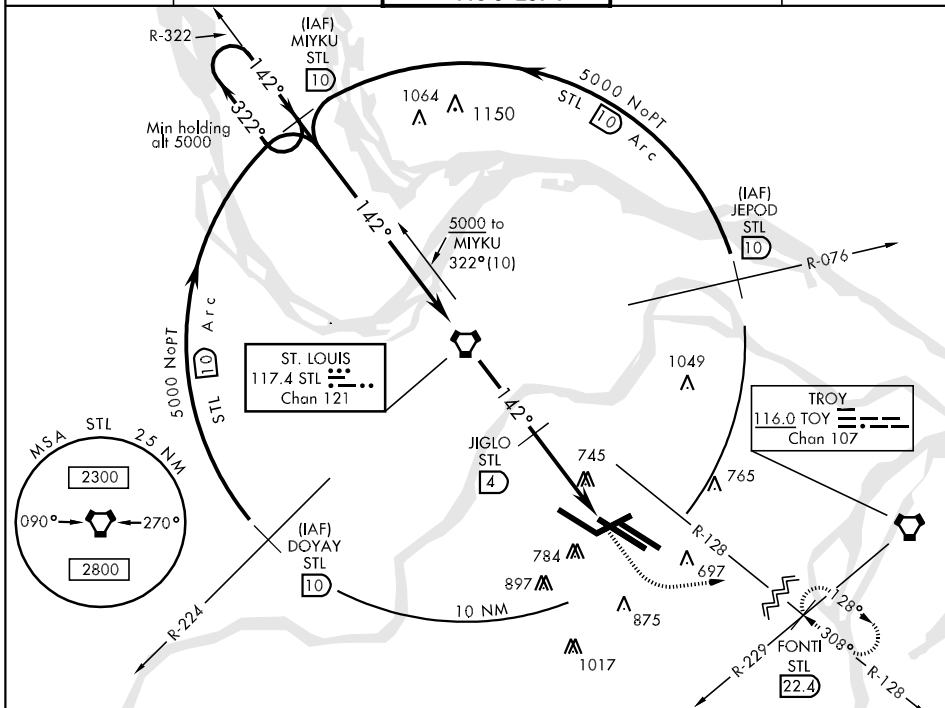 R-322
(IAF)
MIYKU
STL
10
142°
322°
Min holding
alt 5000
1064
1150
5000 NoPT
STL 10 Arc
(IAF)
JEPOD
STL
10
R-076
142°
5000 to
MIYKU
322° (10)
5000 NoPT
STL 10 Arc
ST. LOUIS
117.4 STL
Chan 121
1049
TROY
116.0 TOY
Chan 107
142°
JIGLO
STL
4
745
765
MSA STL 25 NM
2300
090°
270°
2800
(IAF)
DOYAY
STL
10
R-224
10 NM
784
897
R-128
697
875
1017
128°
308°
R-229
FONTI
STL
22.4
R-128